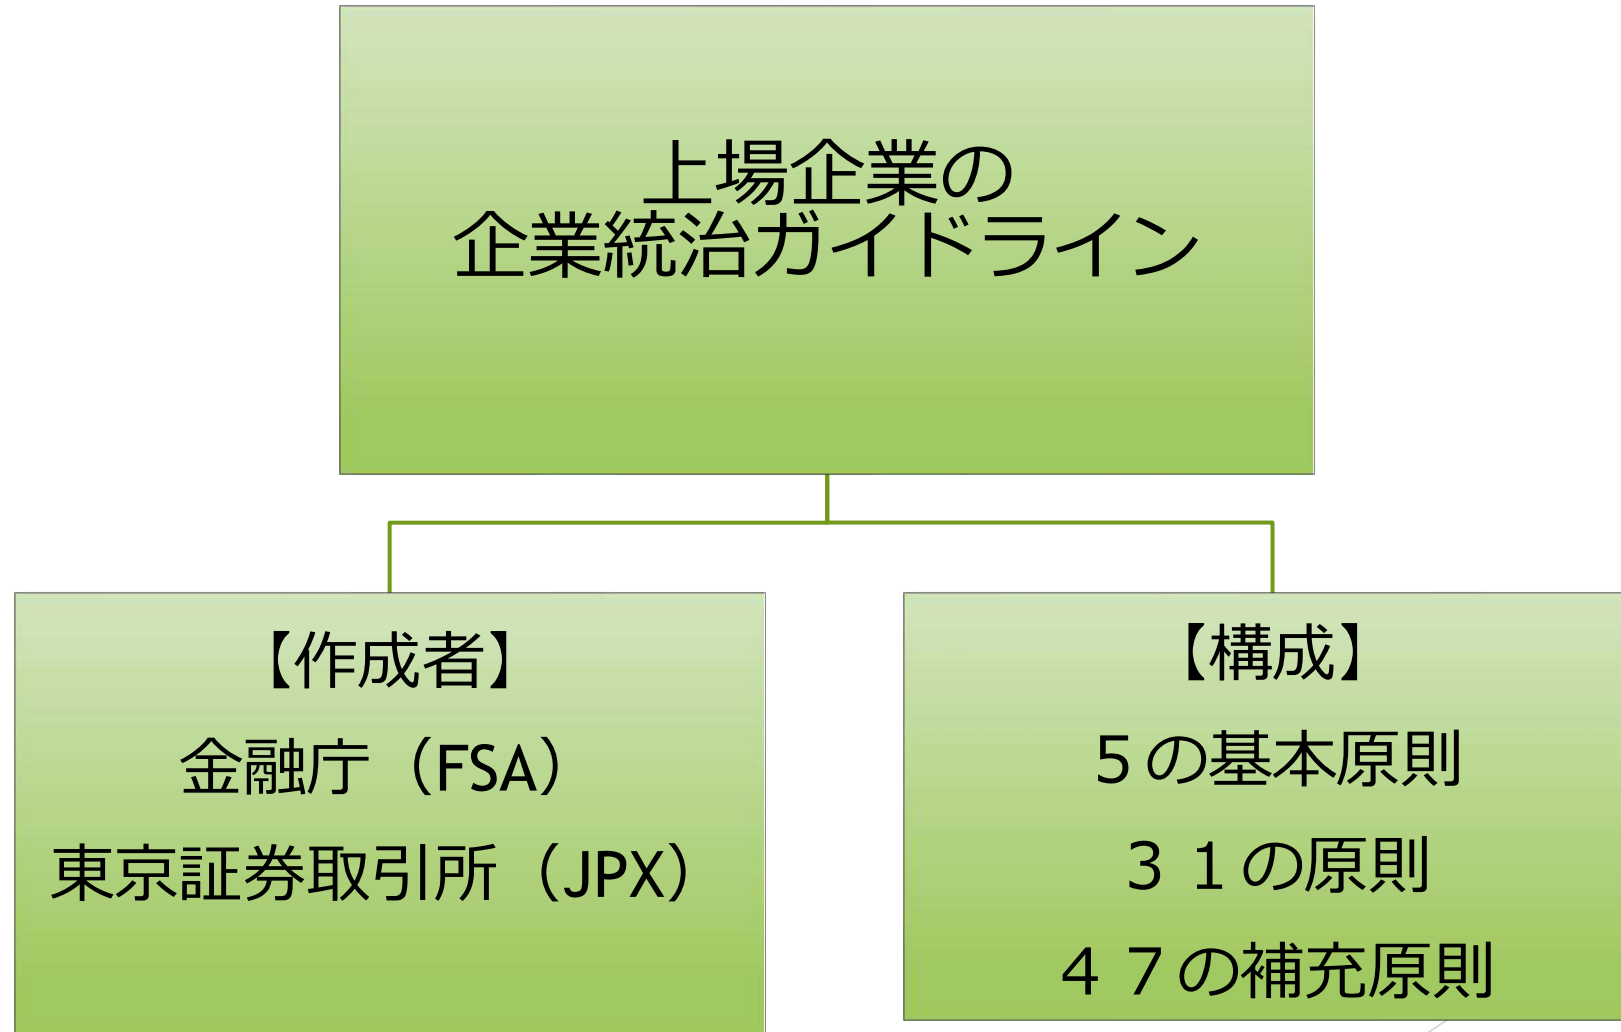 上場企業の
企業統治ガイドライン
【作成者】
金融庁（FSA）
東京証券取引所（JPX）
【構成】
５の基本原則
３１の原則
４７の補充原則